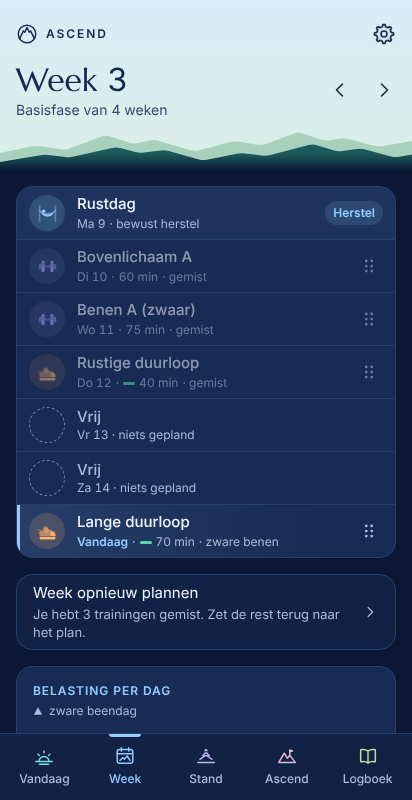 ASCEND
Week 3
Basisfase van 4 weken
Rustdag
Ma 9 · bewust herstel
Herstel
Bovenlichaam A
Di 10 · 60 min · gemist
Benen A (zwaar)
Wo 11 · 75 min · gemist
Rustige duurloop
Do 12 · 40 min · gemist
Vrij
Vr 13 · niets gepland
Vrij
Za 14 · niets gepland
Lange duurloop
Vandaag · 70 min · zware benen
Week opnieuw plannen
Je hebt 3 trainingen gemist. Zet de rest terug naar
het plan.
BELASTING PER DAG
▲ zware beendag
Vandaag
Week
Stand
Ascend
Logboek